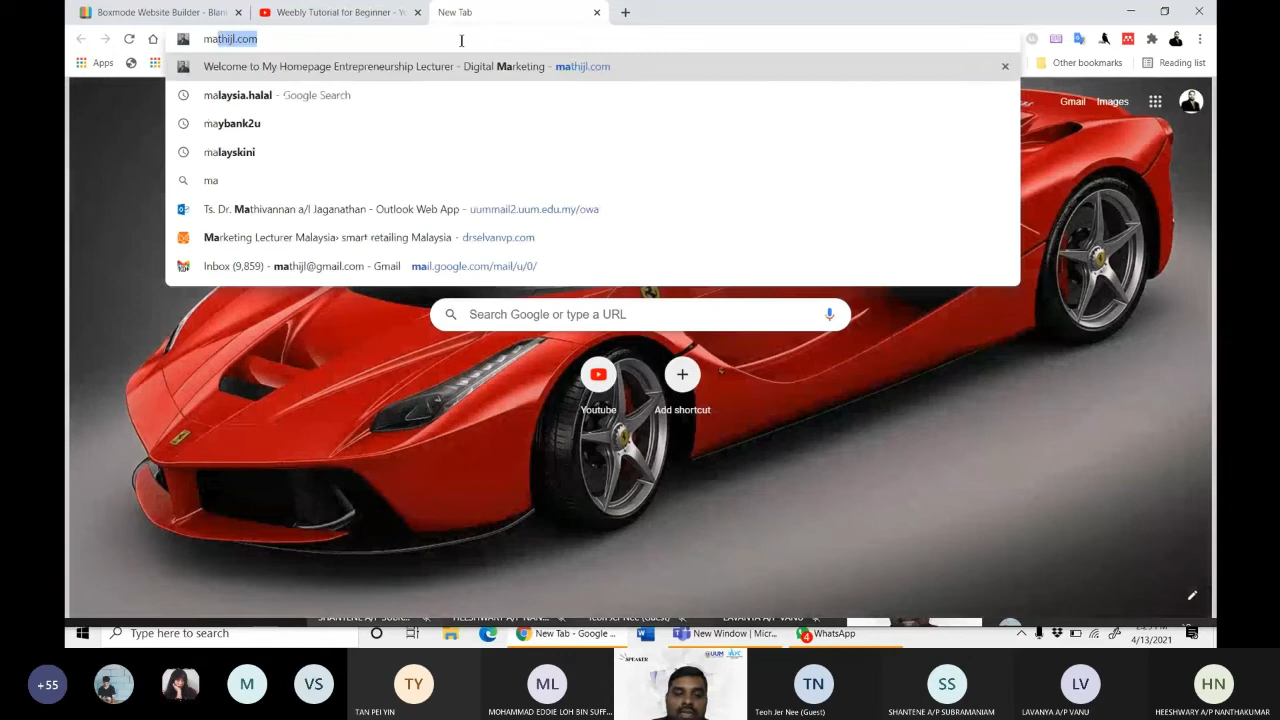 Boxmode Website Builder - Blan
Weebly Tutorial for Beginner - Yo
New Tab
mathijl.com
Apps
Other bookmarks
Reading list
Welcome to My Homepage Entrepreneurship Lecturer - Digital Marketing - mathijl.com
malaysia.halal - Google Search
maybank2u
malayskini
ma
Ts. Dr. Mathivannan a/l Jaganathan - Outlook Web App - uummail2.uum.edu.my/owa
Marketing Lecturer Malaysia› smart retailing Malaysia - drselvanvp.com
Inbox (9,859) - mathijl@gmail.com - Gmail mail.google.com/mail/u/0/
Gmail Images
Search Google or type a URL
Youtube
Add shortcut
Type here to search
New Tab - Google ...
New Window | Micr...
4
WhatsApp
4/13/2021
+55
M
VS
TY
ML
SPEAKER
UUM
TN
SS
LV
HN
TAN PEI YIN
MOHAMMAD EDDIE LOH BIN SUFF...
Teoh Jer Nee (Guest)
SHANTENE A/P SUBRAMANIAM
LAVANYA A/P VANU
HEESHWARY A/P NANTHAKUMAR